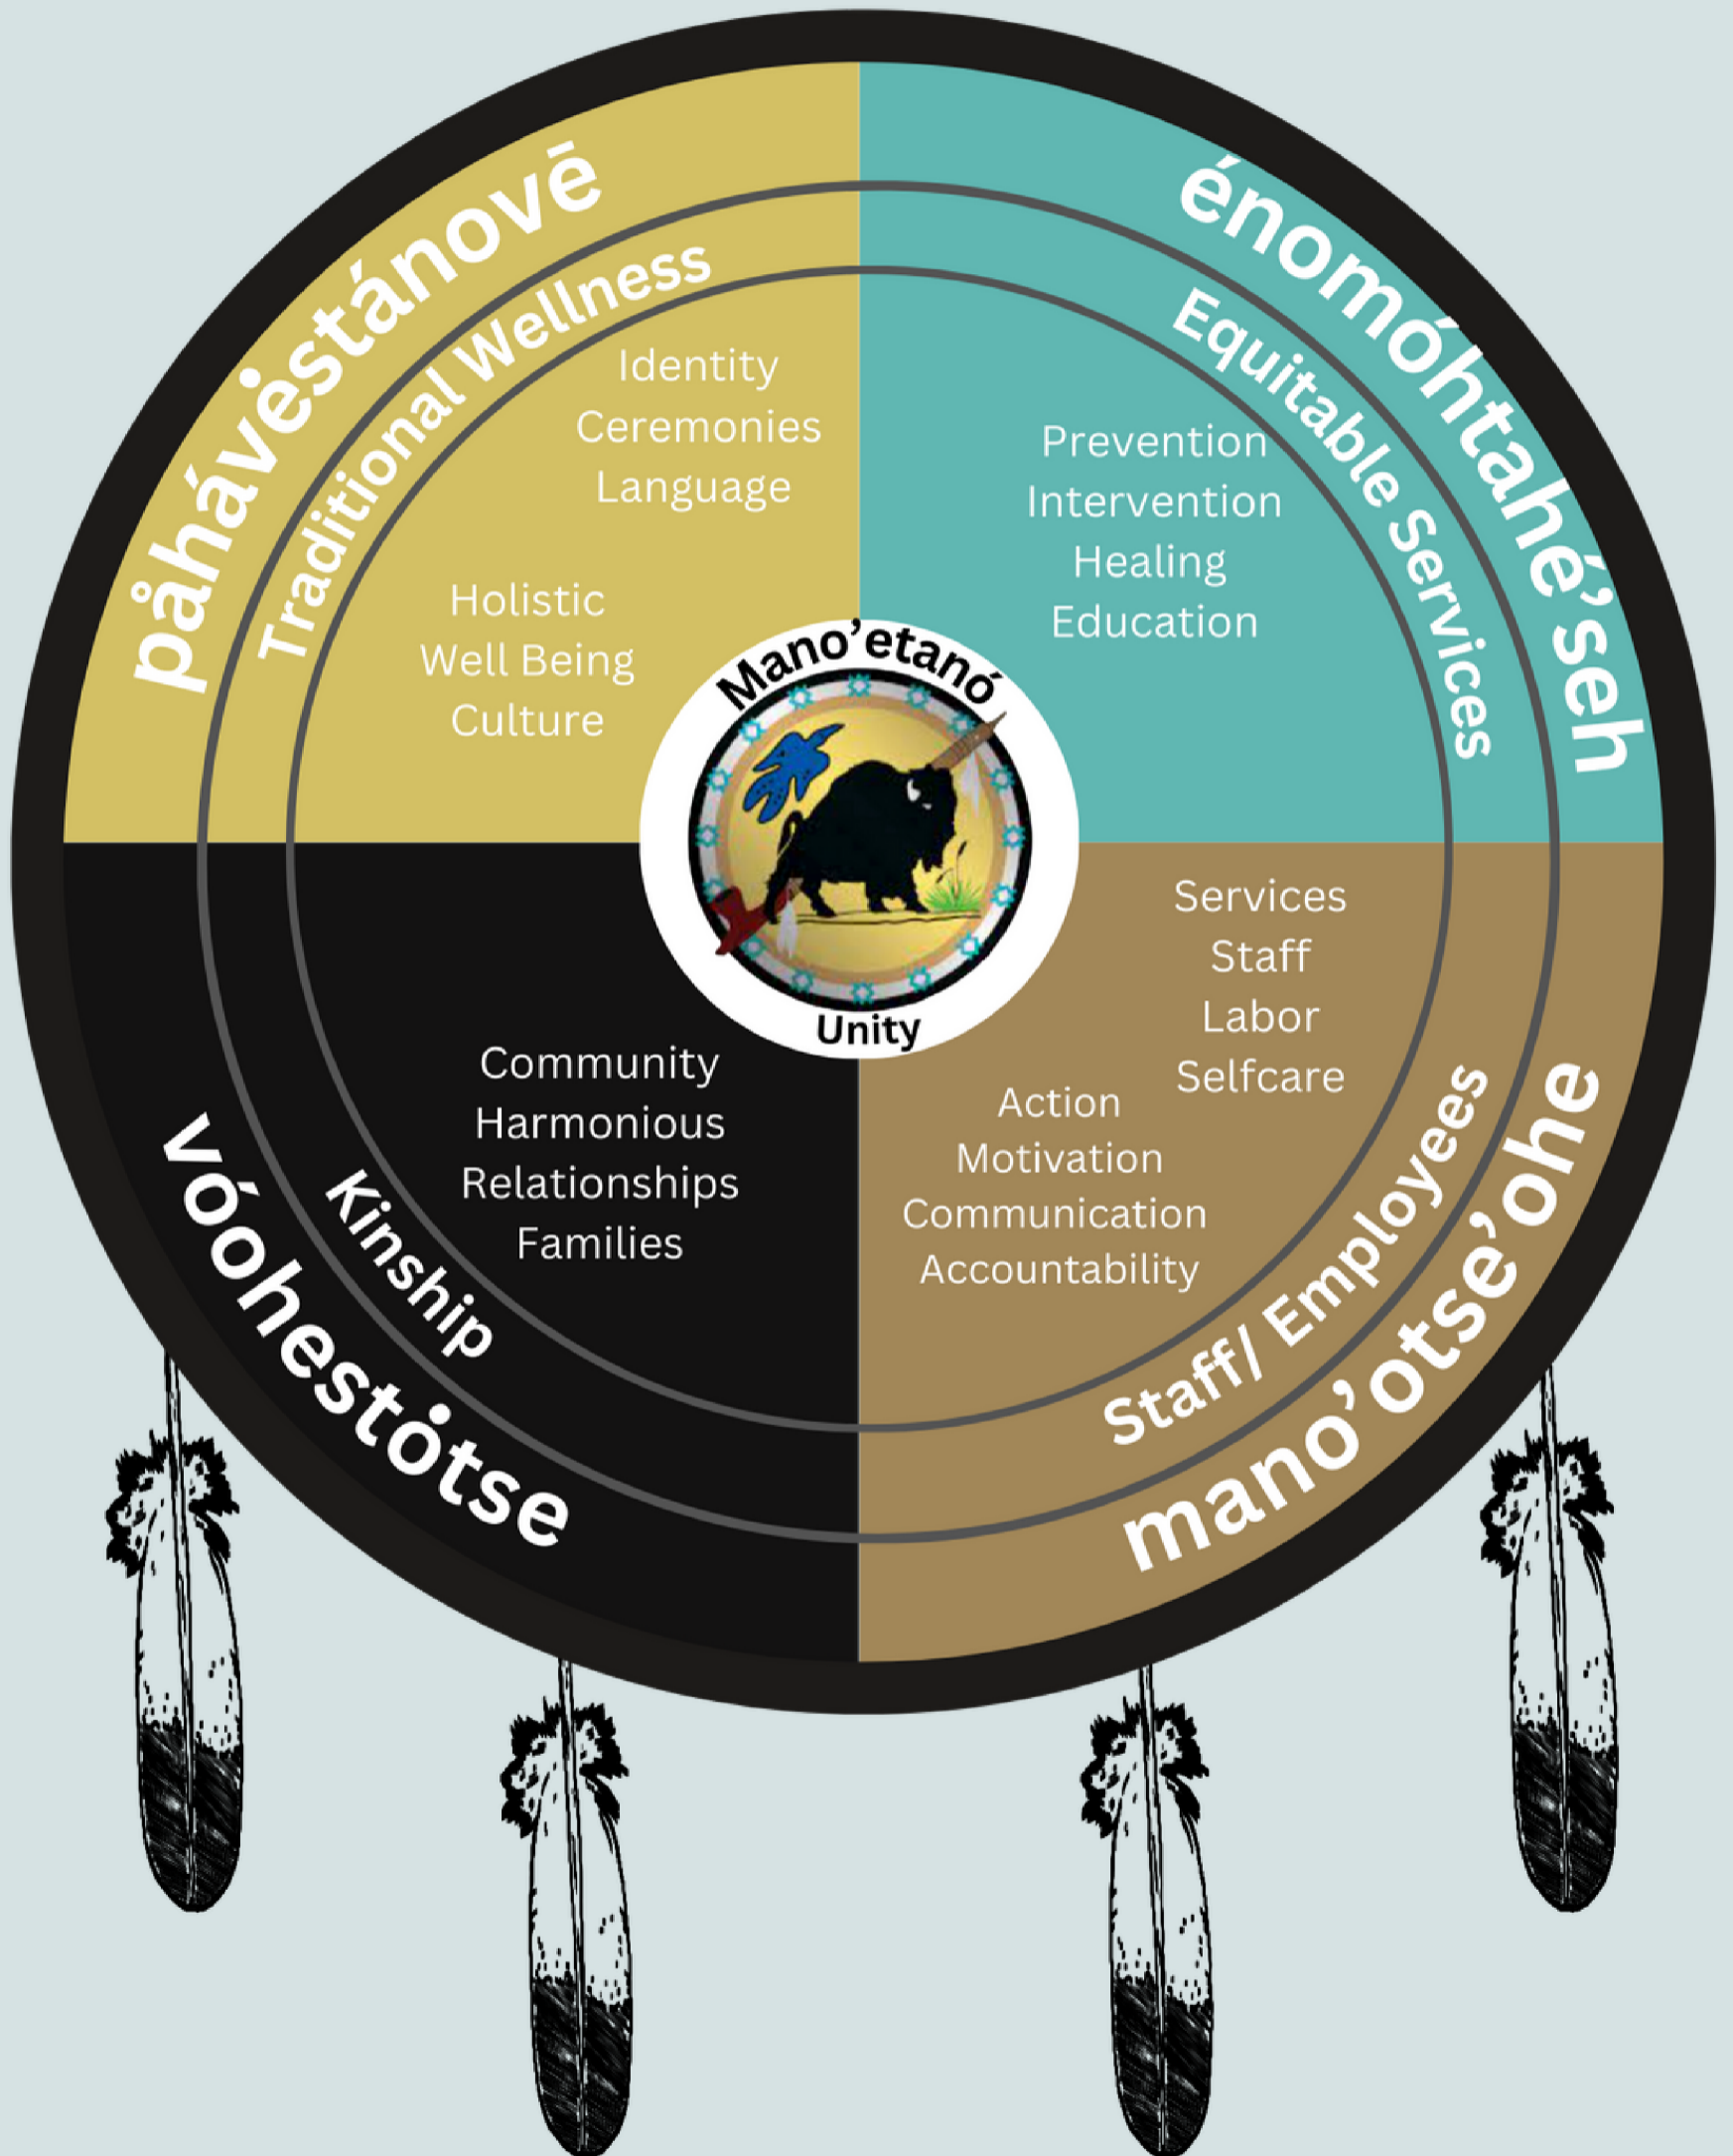 påhávėstánovē
Traditional Wellness
Identity
Ceremonies
Language
Holistic
Well Being
Culture
énomóhtahé’seh
Equitable Services
Prevention
Intervention
Healing
Education
Mano’etanó
Unity
vóohestȯtse
Kinship
Community
Harmonious
Relationships
Families
Services
Staff
Labor
Selfcare
Action
Motivation
Communication
Accountability
Staff/ Employees
mano’otse’ohe